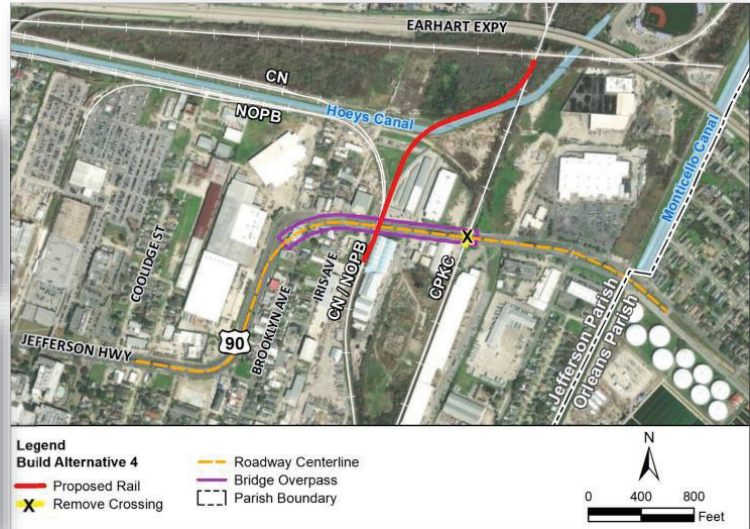 EARHART EXPY
CN
NOPB
Hoeys Canal
Monticello Canal
COOLIDGE ST
IRIS AVE
CN / NOPB
X
CPKC
BROOKLYN AVE
90
JEFFERSON HWY
Jefferson Parish
Orleans Parish
Legend
Build Alternative 4
Proposed Rail
X Remove Crossing
Roadway Centerline
Bridge Overpass
Parish Boundary
N
0 400 800
Feet